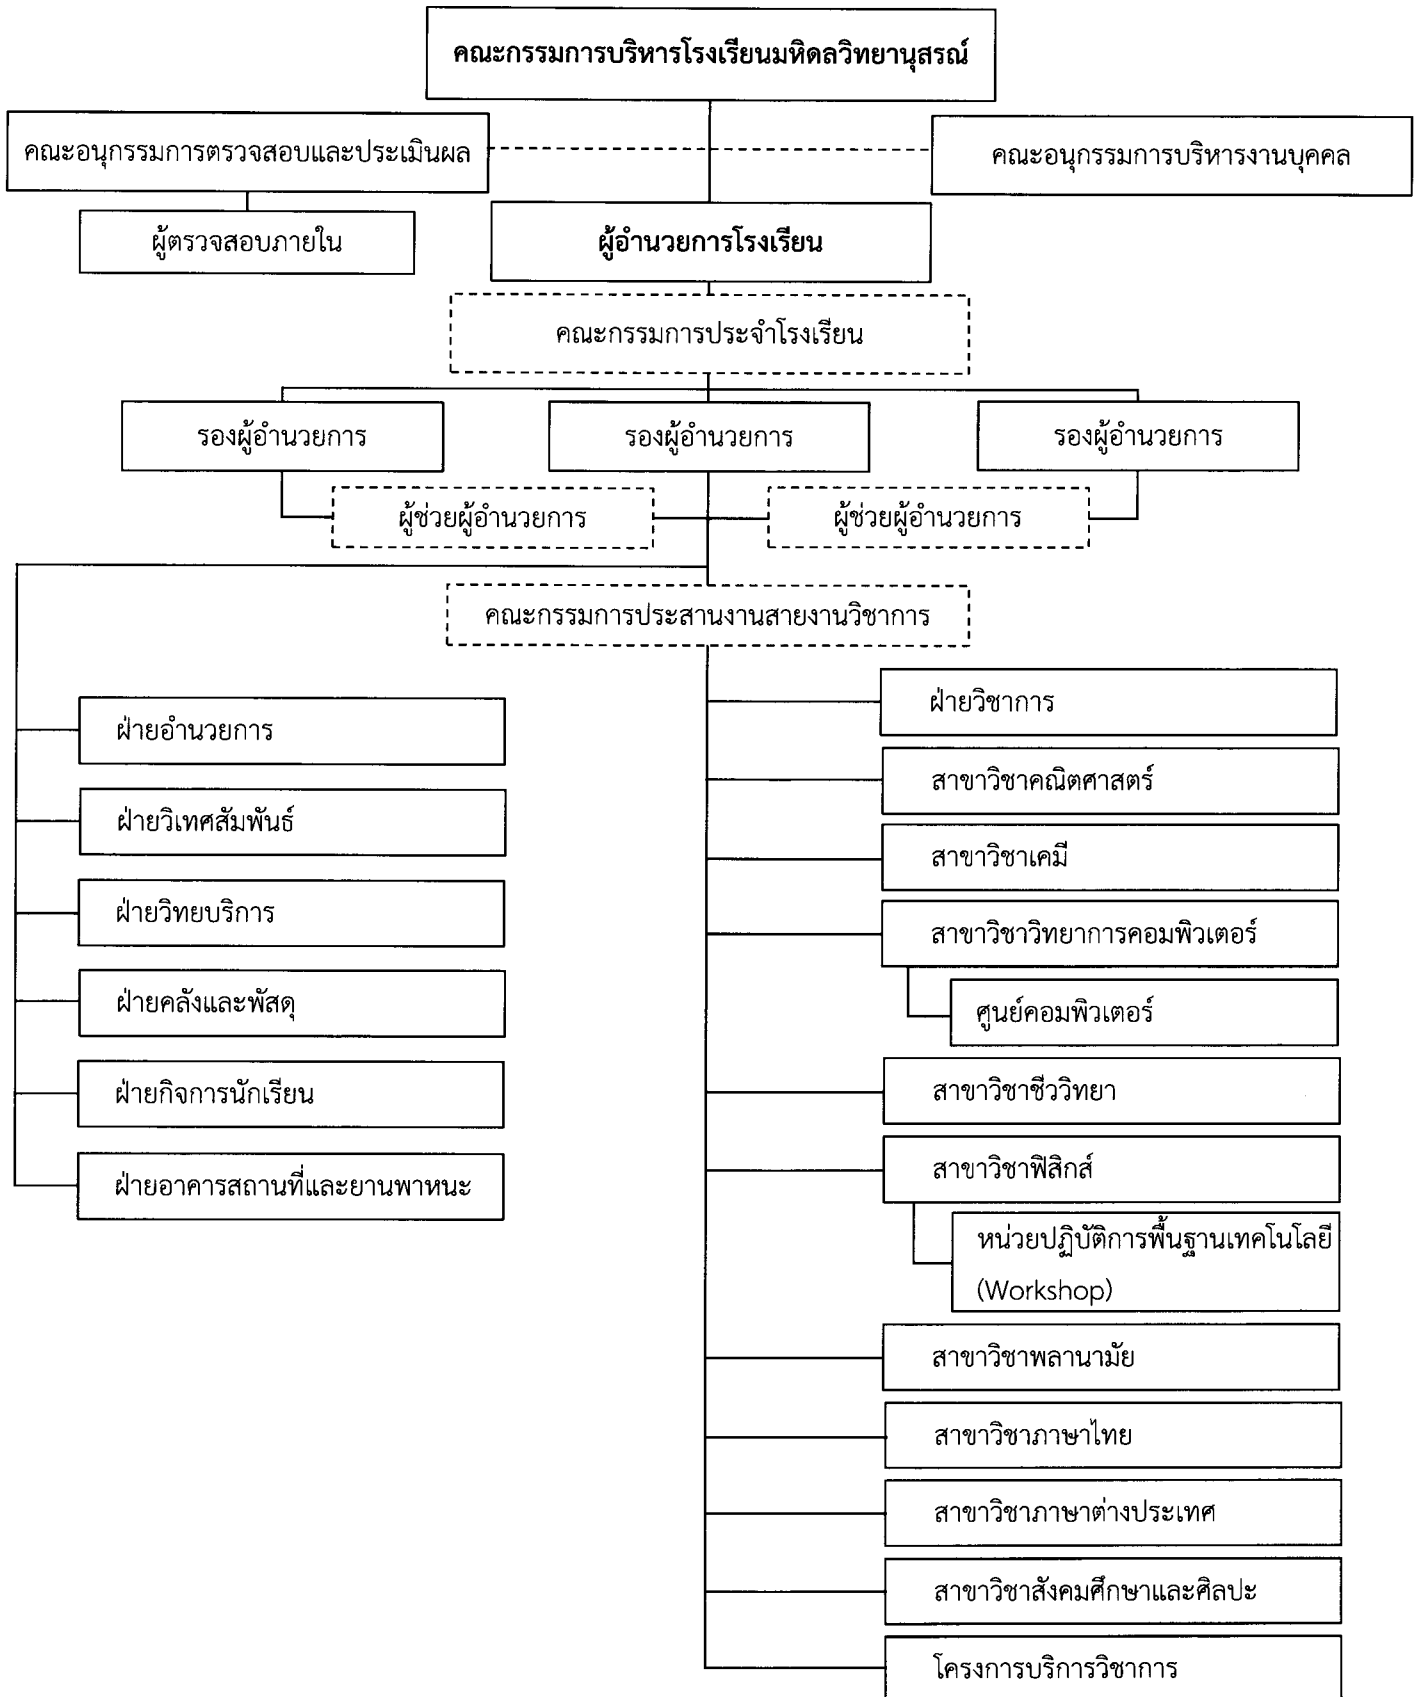 คณะกรรมการบริหารโรงเรียนมหิดลวิทยานุสรณ์
คณะอนุกรรมการตรวจสอบและประเมินผล
คณะอนุกรรมการบริหารงานบุคคล
ผู้ตรวจสอบภายใน
ผู้อำนวยการโรงเรียน
คณะกรรมการประจำโรงเรียน
รองผู้อำนวยการ
รองผู้อำนวยการ
รองผู้อำนวยการ
ผู้ช่วยผู้อำนวยการ
ผู้ช่วยผู้อำนวยการ
คณะกรรมการประสานงานสายงานวิชาการ
ฝ่ายอำนวยการ
ฝ่ายวิเทศสัมพันธ์
ฝ่ายวิทยบริการ
ฝ่ายคลังและพัสดุ
ฝ่ายกิจการนักเรียน
ฝ่ายอาคารสถานที่และยานพาหนะ
ฝ่ายวิชาการ
สาขาวิชาคณิตศาสตร์
สาขาวิชาเคมี
สาขาวิชาวิทยาการคอมพิวเตอร์
ศูนย์คอมพิวเตอร์
สาขาวิชาชีววิทยา
สาขาวิชาฟิสิกส์
หน่วยปฏิบัติการพื้นฐานเทคโนโลยี
(Workshop)
สาขาวิชาพลานามัย
สาขาวิชาภาษาไทย
สาขาวิชาภาษาต่างประเทศ
สาขาวิชาสังคมศึกษาและศิลปะ
โครงการบริการวิชาการ